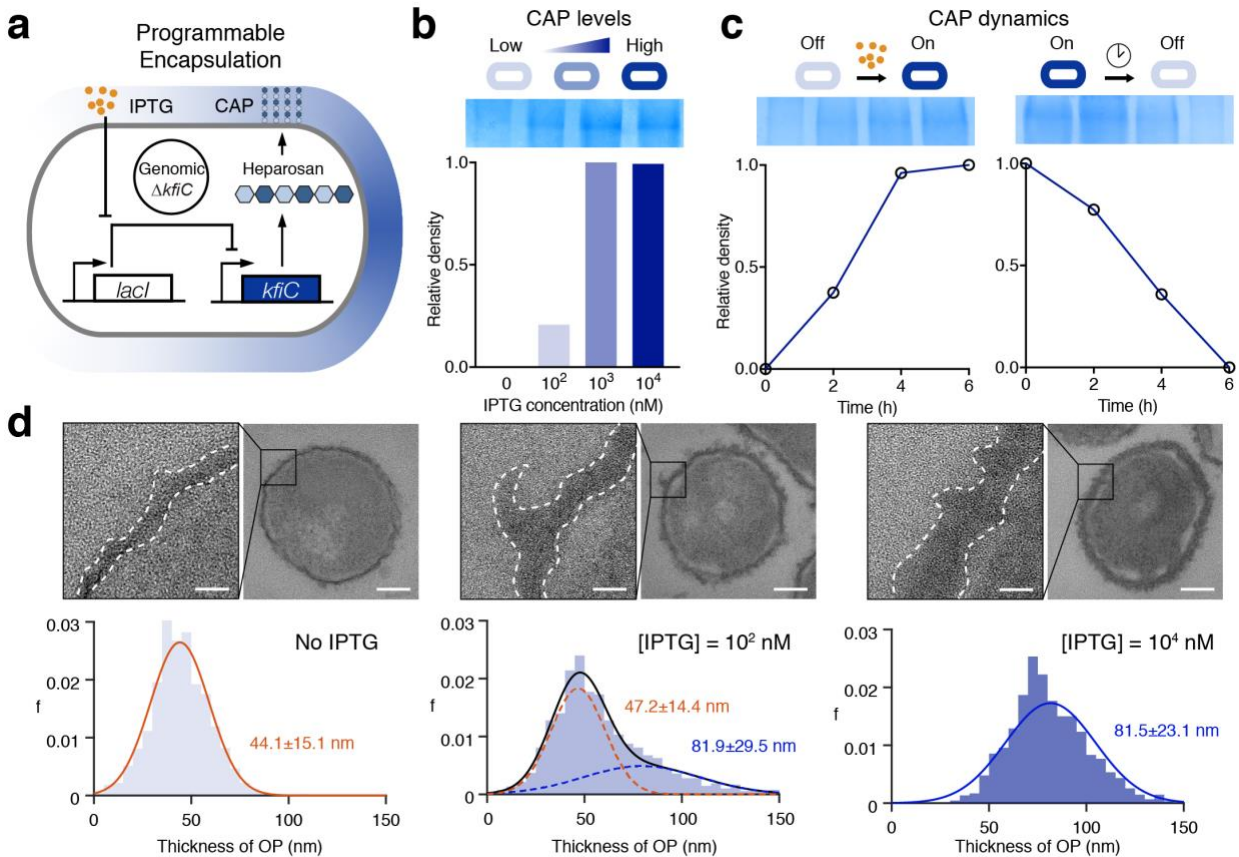 a
Programmable
Encapsulation
IPTG
CAP
Genomic
ΔkfiC
Heparosan
lacI
kfiC
b
CAP levels
Low
High
Relative density
1.0
0.5
0.0
0
10²
10³
10⁴
IPTG concentration (nM)
c
CAP dynamics
Off
On
Relative density
1.0
0.5
0.0
0
2
4
6
Time (h)
On
Off
1.0
0.5
0.0
0
2
4
6
Time (h)
d
No IPTG
0.03
0.02
f
0.01
0
44.1±15.1 nm
0
50
100
150
Thickness of OP (nm)
[IPTG] = 10² nM
0.03
0.02
f
0.01
0
47.2±14.4 nm
81.9±29.5 nm
0
50
100
150
Thickness of OP (nm)
[IPTG] = 10⁴ nM
0.03
0.02
f
0.01
0
81.5±23.1 nm
0
50
100
150
Thickness of OP (nm)